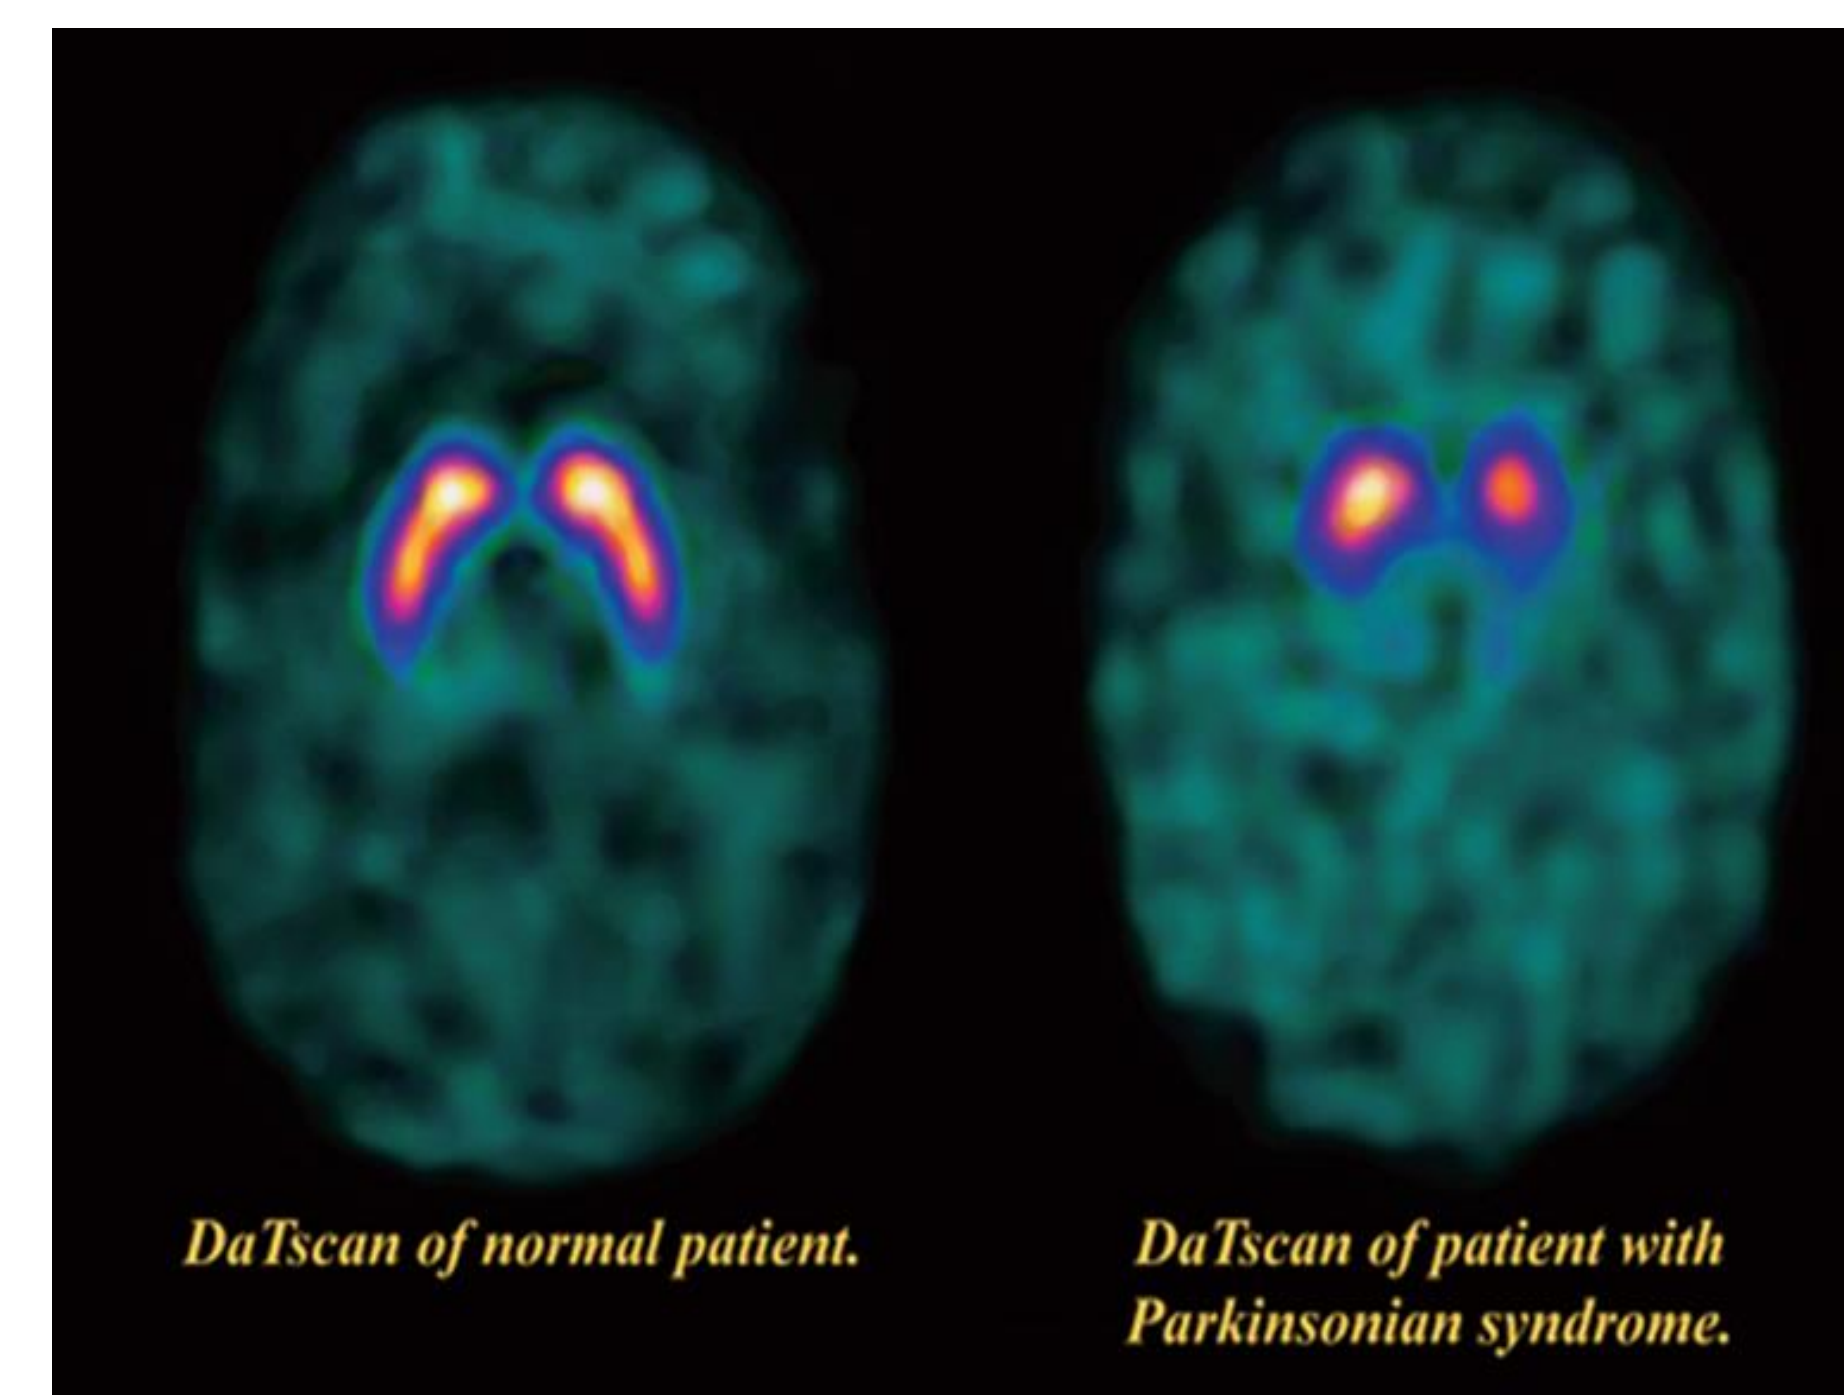 DaTscan of normal patient.
DaTscan of patient with
Parkinsonian syndrome.